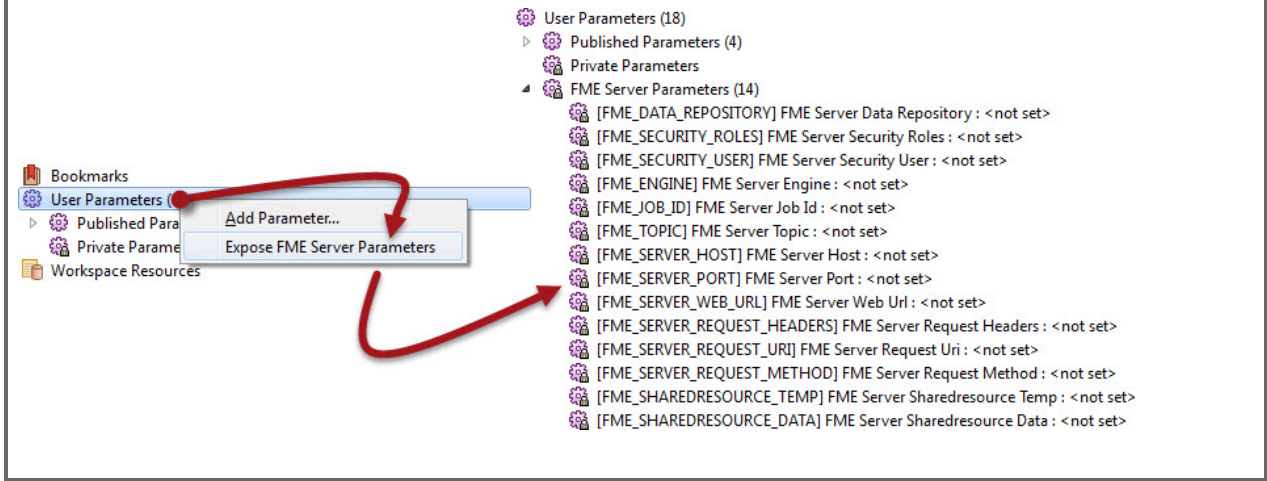 Bookmarks
User Parameters (
Published Para
Private Parame
Workspace Resources
Add Parameter...
Expose FME Server Parameters
User Parameters (18)
Published Parameters (4)
Private Parameters
FME Server Parameters (14)
[FME_DATA_REPOSITORY] FME Server Data Repository : <not set>
[FME_SECURITY_ROLES] FME Server Security Roles : <not set>
[FME_SECURITY_USER] FME Server Security User : <not set>
[FME_ENGINE] FME Server Engine : <not set>
[FME_JOB_ID] FME Server Job Id : <not set>
[FME_TOPIC] FME Server Topic : <not set>
[FME_SERVER_HOST] FME Server Host : <not set>
[FME_SERVER_PORT] FME Server Port : <not set>
[FME_SERVER_WEB_URL] FME Server Web Url : <not set>
[FME_SERVER_REQUEST_HEADERS] FME Server Request Headers : <not set>
[FME_SERVER_REQUEST_URI] FME Server Request Uri : <not set>
[FME_SERVER_REQUEST_METHOD] FME Server Request Method : <not set>
[FME_SHAREDRESOURCE_TEMP] FME Server Sharedresource Temp : <not set>
[FME_SHAREDRESOURCE_DATA] FME Server Sharedresource Data : <not set>